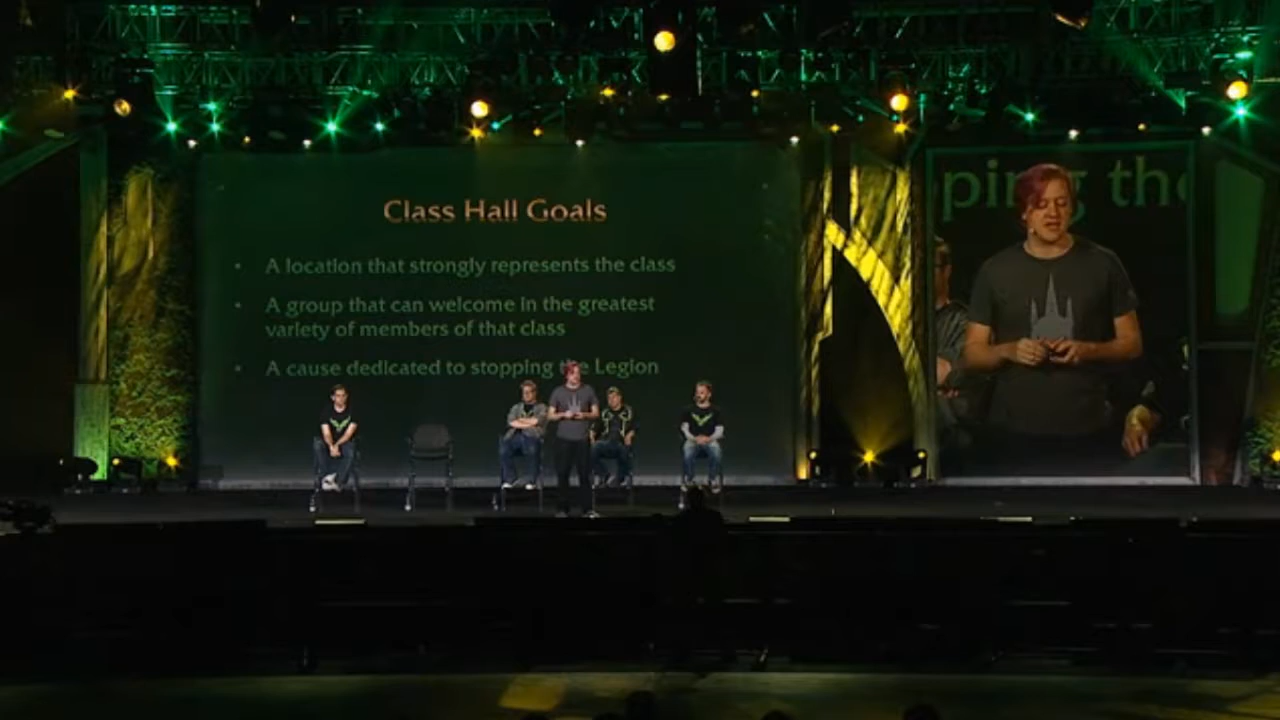 Class Hall Goals
• A location that strongly represents the class
• A group that can welcome in the greatest
variety of members of that class
• A cause dedicated to stopping the Legion
ping the